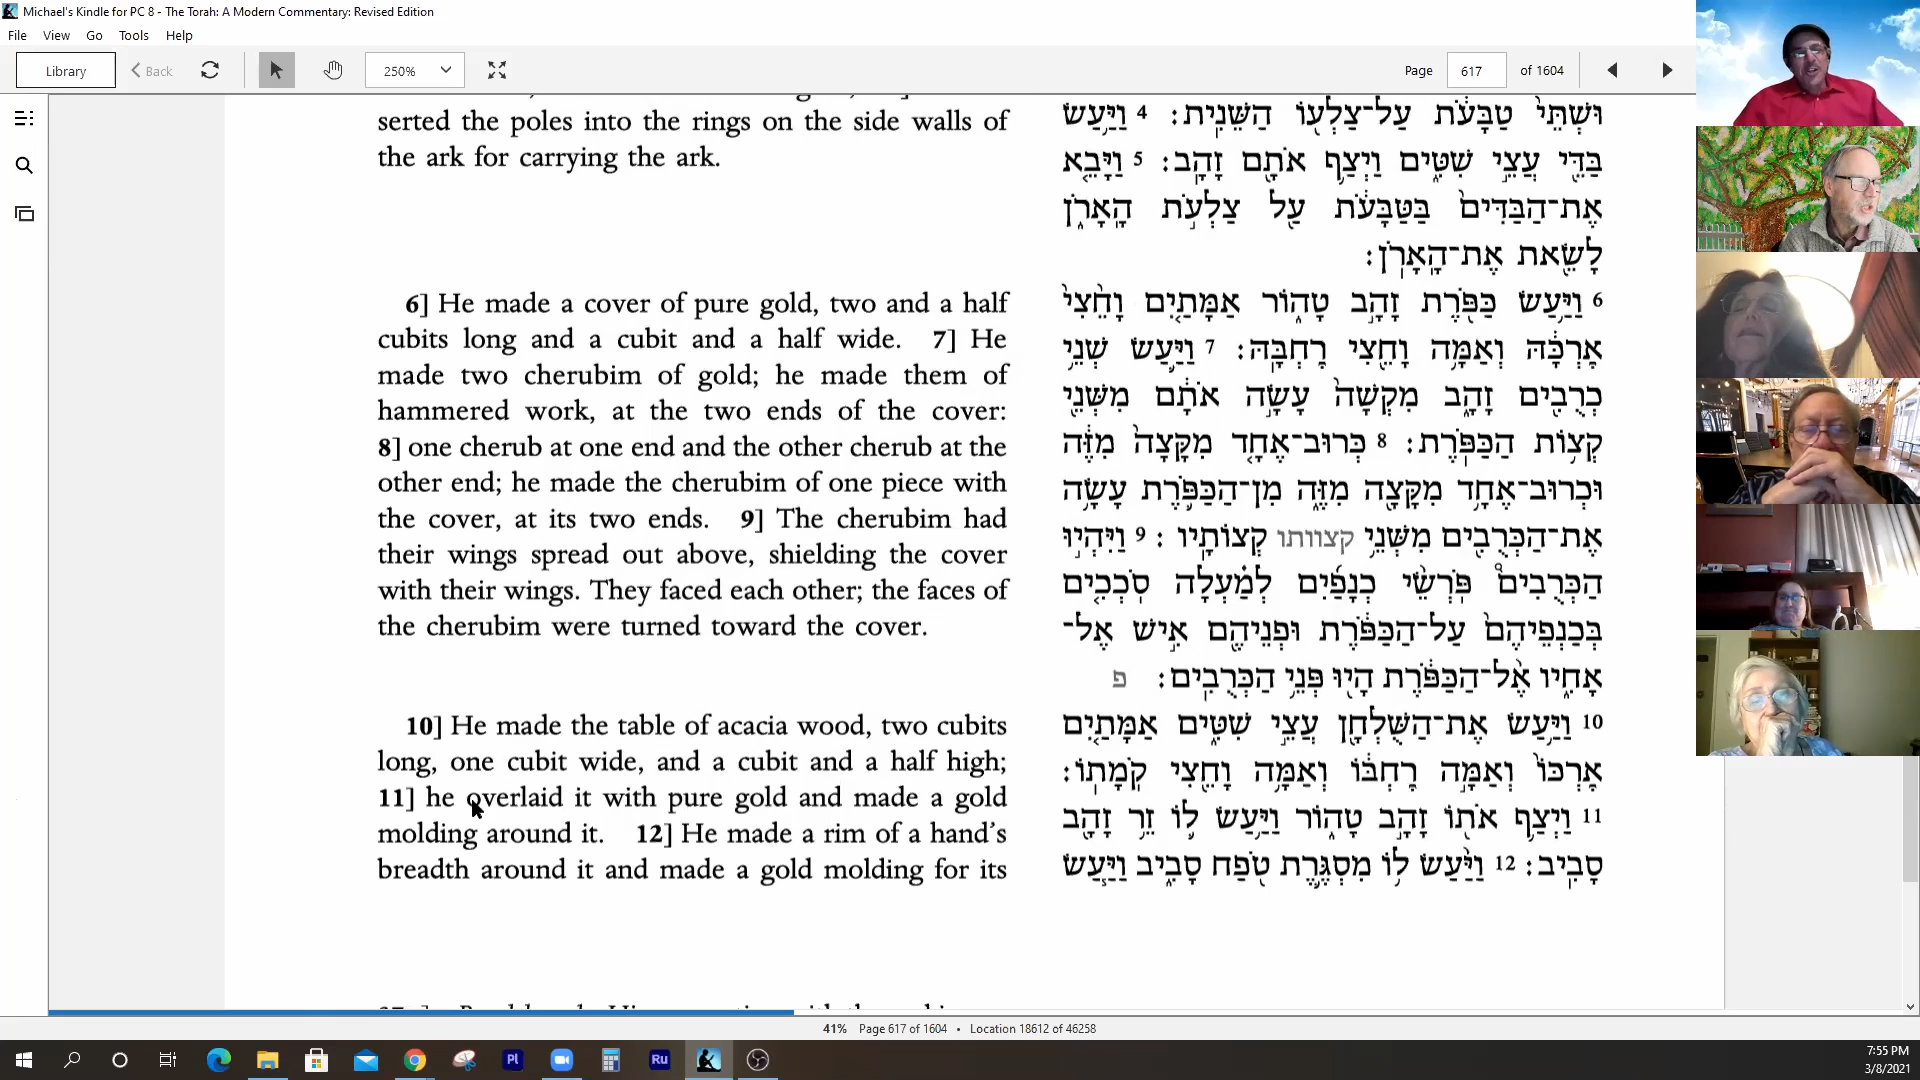 Michael's Kindle for PC 8 - The Torah: A Modern Commentary: Revised Edition
File View Go Tools Help
Library Back 250% Page 617 of 1604
serted the poles into the rings on the side walls of
the ark for carrying the ark.
6] He made a cover of pure gold, two and a half
cubits long and a cubit and a half wide. 7] He
made two cherubim of gold; he made them of
hammered work, at the two ends of the cover:
8] one cherub at one end and the other cherub at the
other end; he made the cherubim of one piece with
the cover, at its two ends. 9] The cherubim had
their wings spread out above, shielding the cover
with their wings. They faced each other; the faces of
the cherubim were turned toward the cover.
10] He made the table of acacia wood, two cubits
long, one cubit wide, and a cubit and a half high;
11] he overlaid it with pure gold and made a gold
molding around it. 12] He made a rim of a hand's
breadth around it and made a gold molding for its
וּשְׁתֵּי֙ טַבָּעֹ֔ת עַל־צַלְע֖וֹ הַשֵּׁנִֽית׃ 4 וַיַּ֥עַשׂ
בַּדֵּ֖י עֲצֵ֣י שִׁטִּ֑ים וַיְצַ֥ף אֹתָ֖ם זָהָֽב׃ 5 וַיָּבֵ֤א
אֶת־הַבַּדִּים֙ בַּטַּבָּעֹ֔ת עַ֖ל צַלְעֹ֣ת הָאָרֹ֑ן
לָשֵׂ֖את אֶת־הָאָרֹֽן׃
6 וַיַּ֥עַשׂ כַּפֹּ֖רֶת זָהָ֣ב טָה֑וֹר אַמָּתַ֤יִם וָחֵ֙צִי֙
אׇרְכָּ֔הּ וְאַמָּ֥ה וָחֵ֖צִי רׇחְבָּֽהּ׃ 7 וַיַּ֛עַשׂ שְׁנֵ֥י
כְרֻבִ֖ים זָהָ֑ב מִקְשָׁה֙ עָשָׂ֣ה אֹתָ֔ם מִשְּׁנֵ֖י
קְצ֥וֹת הַכַּפֹּֽרֶת׃ 8 כְּרוּב־אֶחָ֤ד מִקָּצָה֙ מִזֶּ֔ה
וּכְרוּב־אֶחָ֥ד מִקָּצָ֖ה מִזֶּ֑ה מִן־הַכַּפֹּ֛רֶת עָשָׂ֥ה
אֶת־הַכְּרֻבִ֖ים מִשְּׁנֵ֥י קצוותו קְצוֹתָֽיו׃ 9 וַיִּהְי֣וּ
הַכְּרֻבִים֩ פֹּרְשֵׂ֨י כְנָפַ֜יִם לְמַ֗עְלָה סֹֽכְכִ֤ים
בְּכַנְפֵיהֶם֙ עַל־הַכַּפֹּ֔רֶת וּפְנֵיהֶ֖ם אִ֣ישׁ אֶל־
אָחִ֑יו אֶ֨ל־הַכַּפֹּ֔רֶת הָי֖וּ פְּנֵ֥י הַכְּרֻבִֽים׃ פ
10 וַיַּ֥עַשׂ אֶת־הַשֻּׁלְחָ֖ן עֲצֵ֣י שִׁטִּ֑ים אַמָּתַ֤יִם
אׇרְכּוֹ֙ וְאַמָּ֣ה רׇחְבּ֔וֹ וְאַמָּ֥ה וָחֵ֖צִי קֹמָתֽוֹ׃
11 וַיְצַ֥ף אֹת֖וֹ זָהָ֣ב טָה֑וֹר וַיַּ֥עַשׂ ל֛וֹ זֵ֥ר זָהָ֖ב
סָבִֽיב׃ 12 וַיַּ֨עַשׂ ל֥וֹ מִסְגֶּ֛רֶת טֹ֖פַח סָבִ֑יב וַיַּ֧עַשׂ
41% Page 617 of 1604 • Location 18612 of 46258
Pl Ru
7:55 PM
3/8/2021